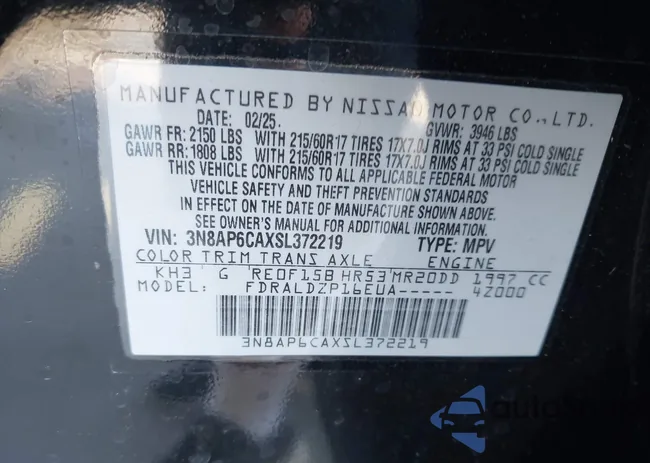 MANUFACTURED BY NISSAN MOTOR CO.,LTD.
DATE: 02/25. GVWR: 3946 LBS
GAWR FR: 2150 LBS WITH 215/60R17 TIRES 17X7.0J RIMS AT 33 PSI COLD SINGLE
GAWR RR: 1808 LBS WITH 215/60R17 TIRES 17X7.0J RIMS AT 33 PSI COLD SINGLE
THIS VEHICLE CONFORMS TO ALL APPLICABLE FEDERAL MOTOR
VEHICLE SAFETY AND THEFT PREVENTION STANDARDS
IN EFFECT ON THE DATE OF MANUFACTURE SHOWN ABOVE.
SEE OWNER'S MANUAL FOR ADDITIONAL INFORMATION.
VIN: 3N8AP6CAXSL372219 TYPE: MPV
COLOR TRIM TRANS AXLE ENGINE
KH3 G RE0F15B HR53 MR20DD 1997 CC
MODEL: FDRALDZP16EUA----- 4Z000
3N8AP6CAXSL372219